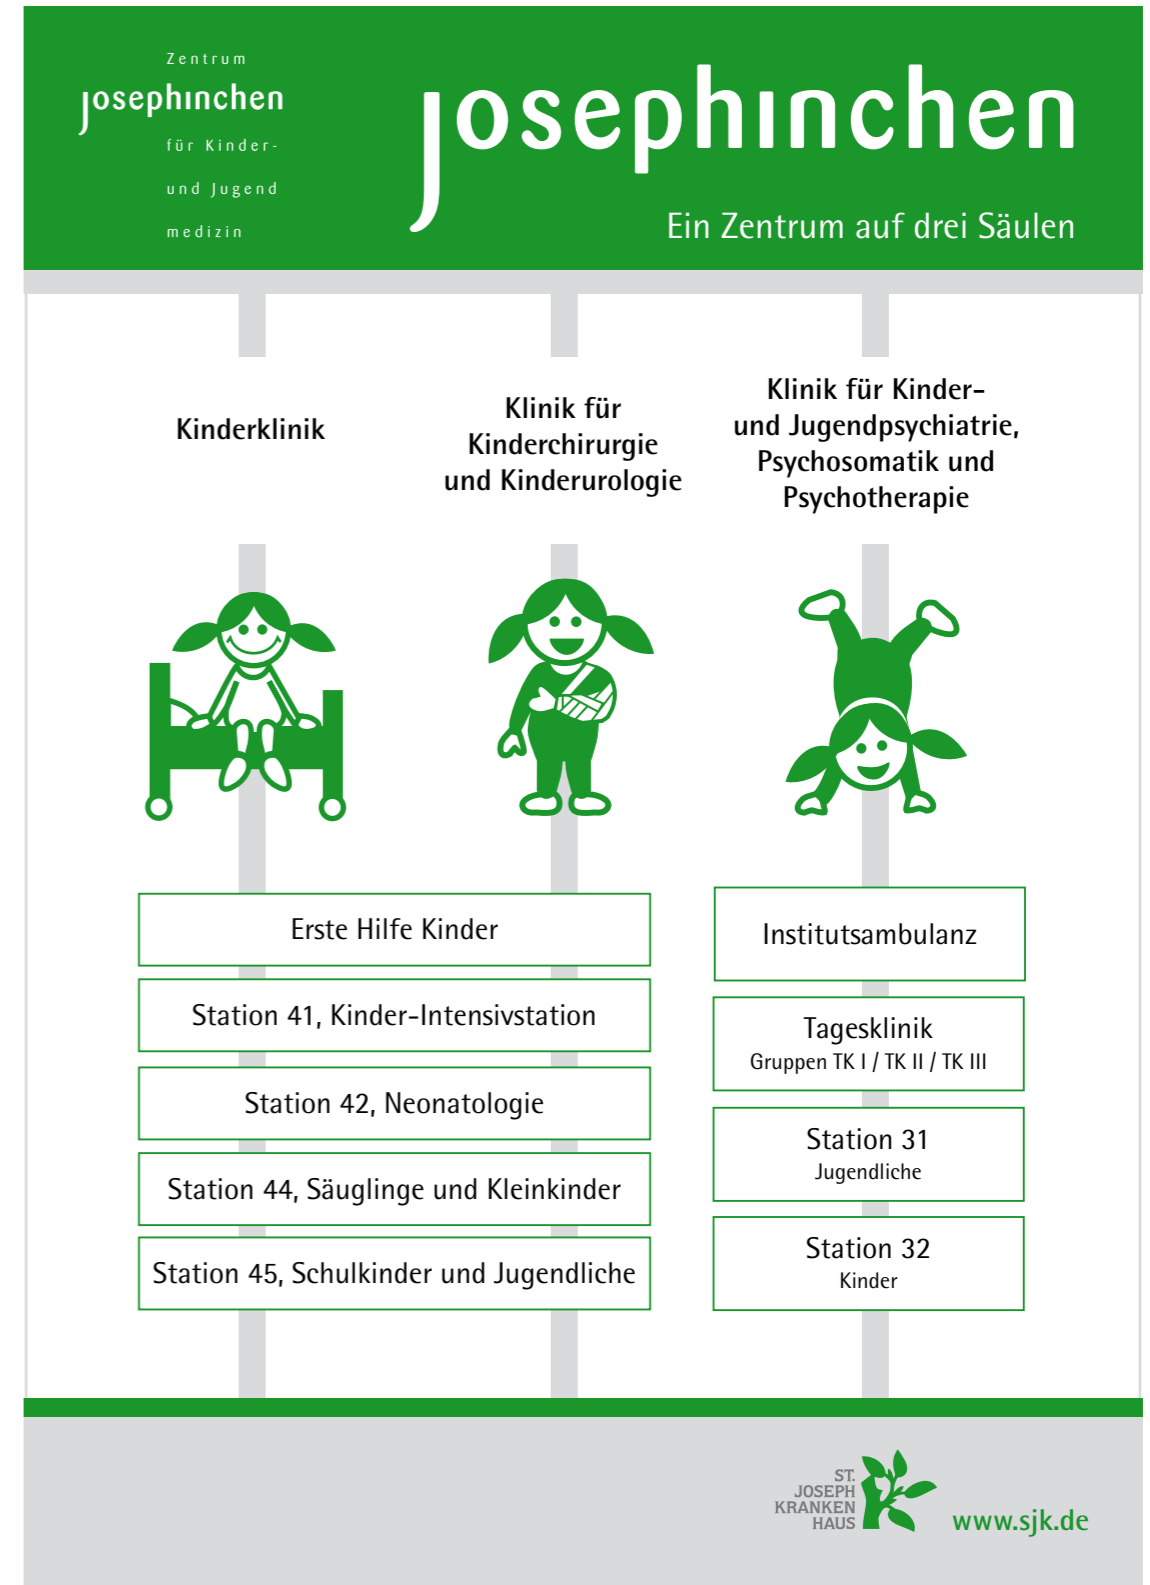 Zentrum
josephinchen
für Kinder-
und Jugend
medizin
josephinchen
Ein Zentrum auf drei Säulen
Kinderklinik
Klinik für
Kinderchirurgie
und Kinderurologie
Klinik für Kinder-
und Jugendpsychiatrie,
Psychosomatik und
Psychotherapie
Erste Hilfe Kinder
Station 41, Kinder-Intensivstation
Station 42, Neonatologie
Station 44, Säuglinge und Kleinkinder
Station 45, Schulkinder und Jugendliche
Institutsambulanz
Tagesklinik
Gruppen TK I / TK II / TK III
Station 31
Jugendliche
Station 32
Kinder
ST.
JOSEPH
KRANKEN
HAUS
www.sjk.de